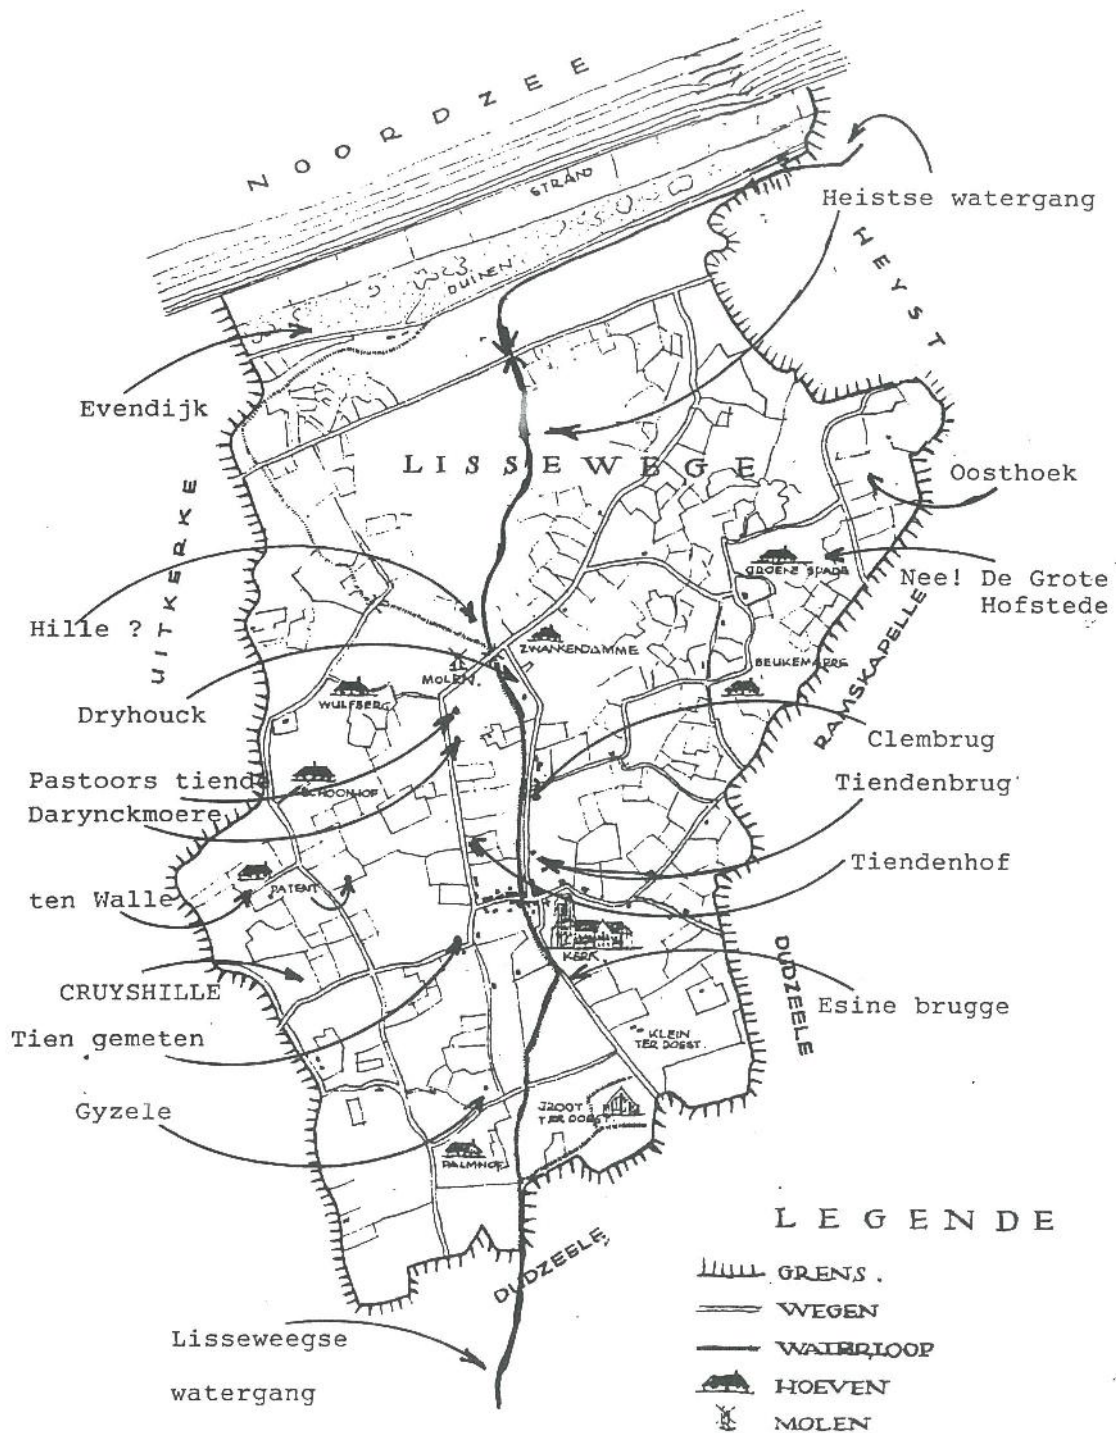 NOORDZEE
STRAND
Heistse watergang
DUINEN
HEYST
Evendijk
LISSEWEGE
Oosthoek
UITKERKE
GROENE SPADE
Nee! De Grote
Hofstede
Hille ?
ZWANKENDAMME
MOLEN.
BEUKEMARRE
RAMSKAPELLE
WULFSBERG
Dryhouck
Clembrug
Pastoors tiende
SCHOONHOF
Tiendenbrug
Darynckmoere
Tiendenhof
ten Walle
PATENT
KERK
DUDZEELE
CRUYSHILLE
Esine brugge
Tien gemeten
KLEIN
TER DOEST.
Gyzele
GROOT
TER DOEST.
PALMHOF
DUDZEELE
LEGENDE
GRENS.
WEGEN
WATERLOOP
HOEVEN
MOLEN
Lisseweegse
watergang